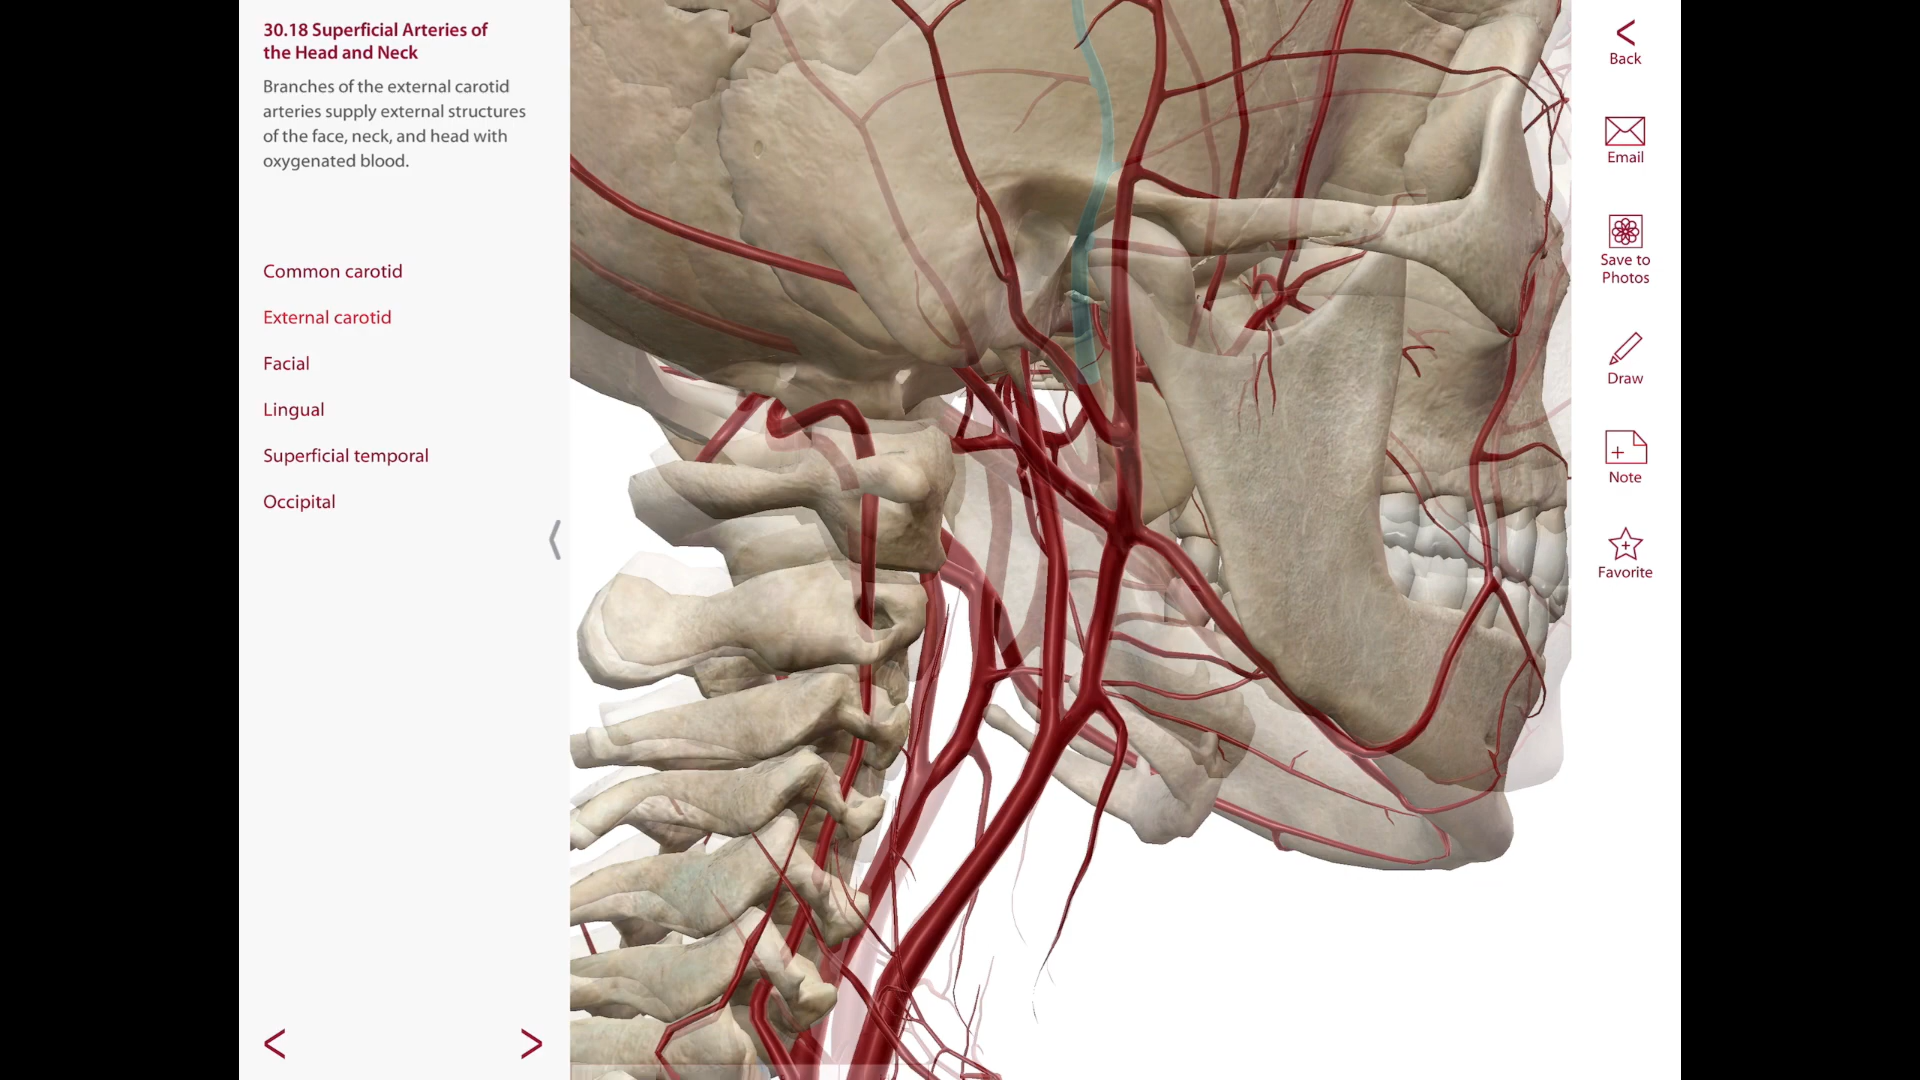 30.18 Superficial Arteries of
the Head and Neck
Branches of the external carotid
arteries supply external structures
of the face, neck, and head with
oxygenated blood.
Common carotid
External carotid
Facial
Lingual
Superficial temporal
Occipital
Back
Email
Save to
Photos
Draw
Note
Favorite